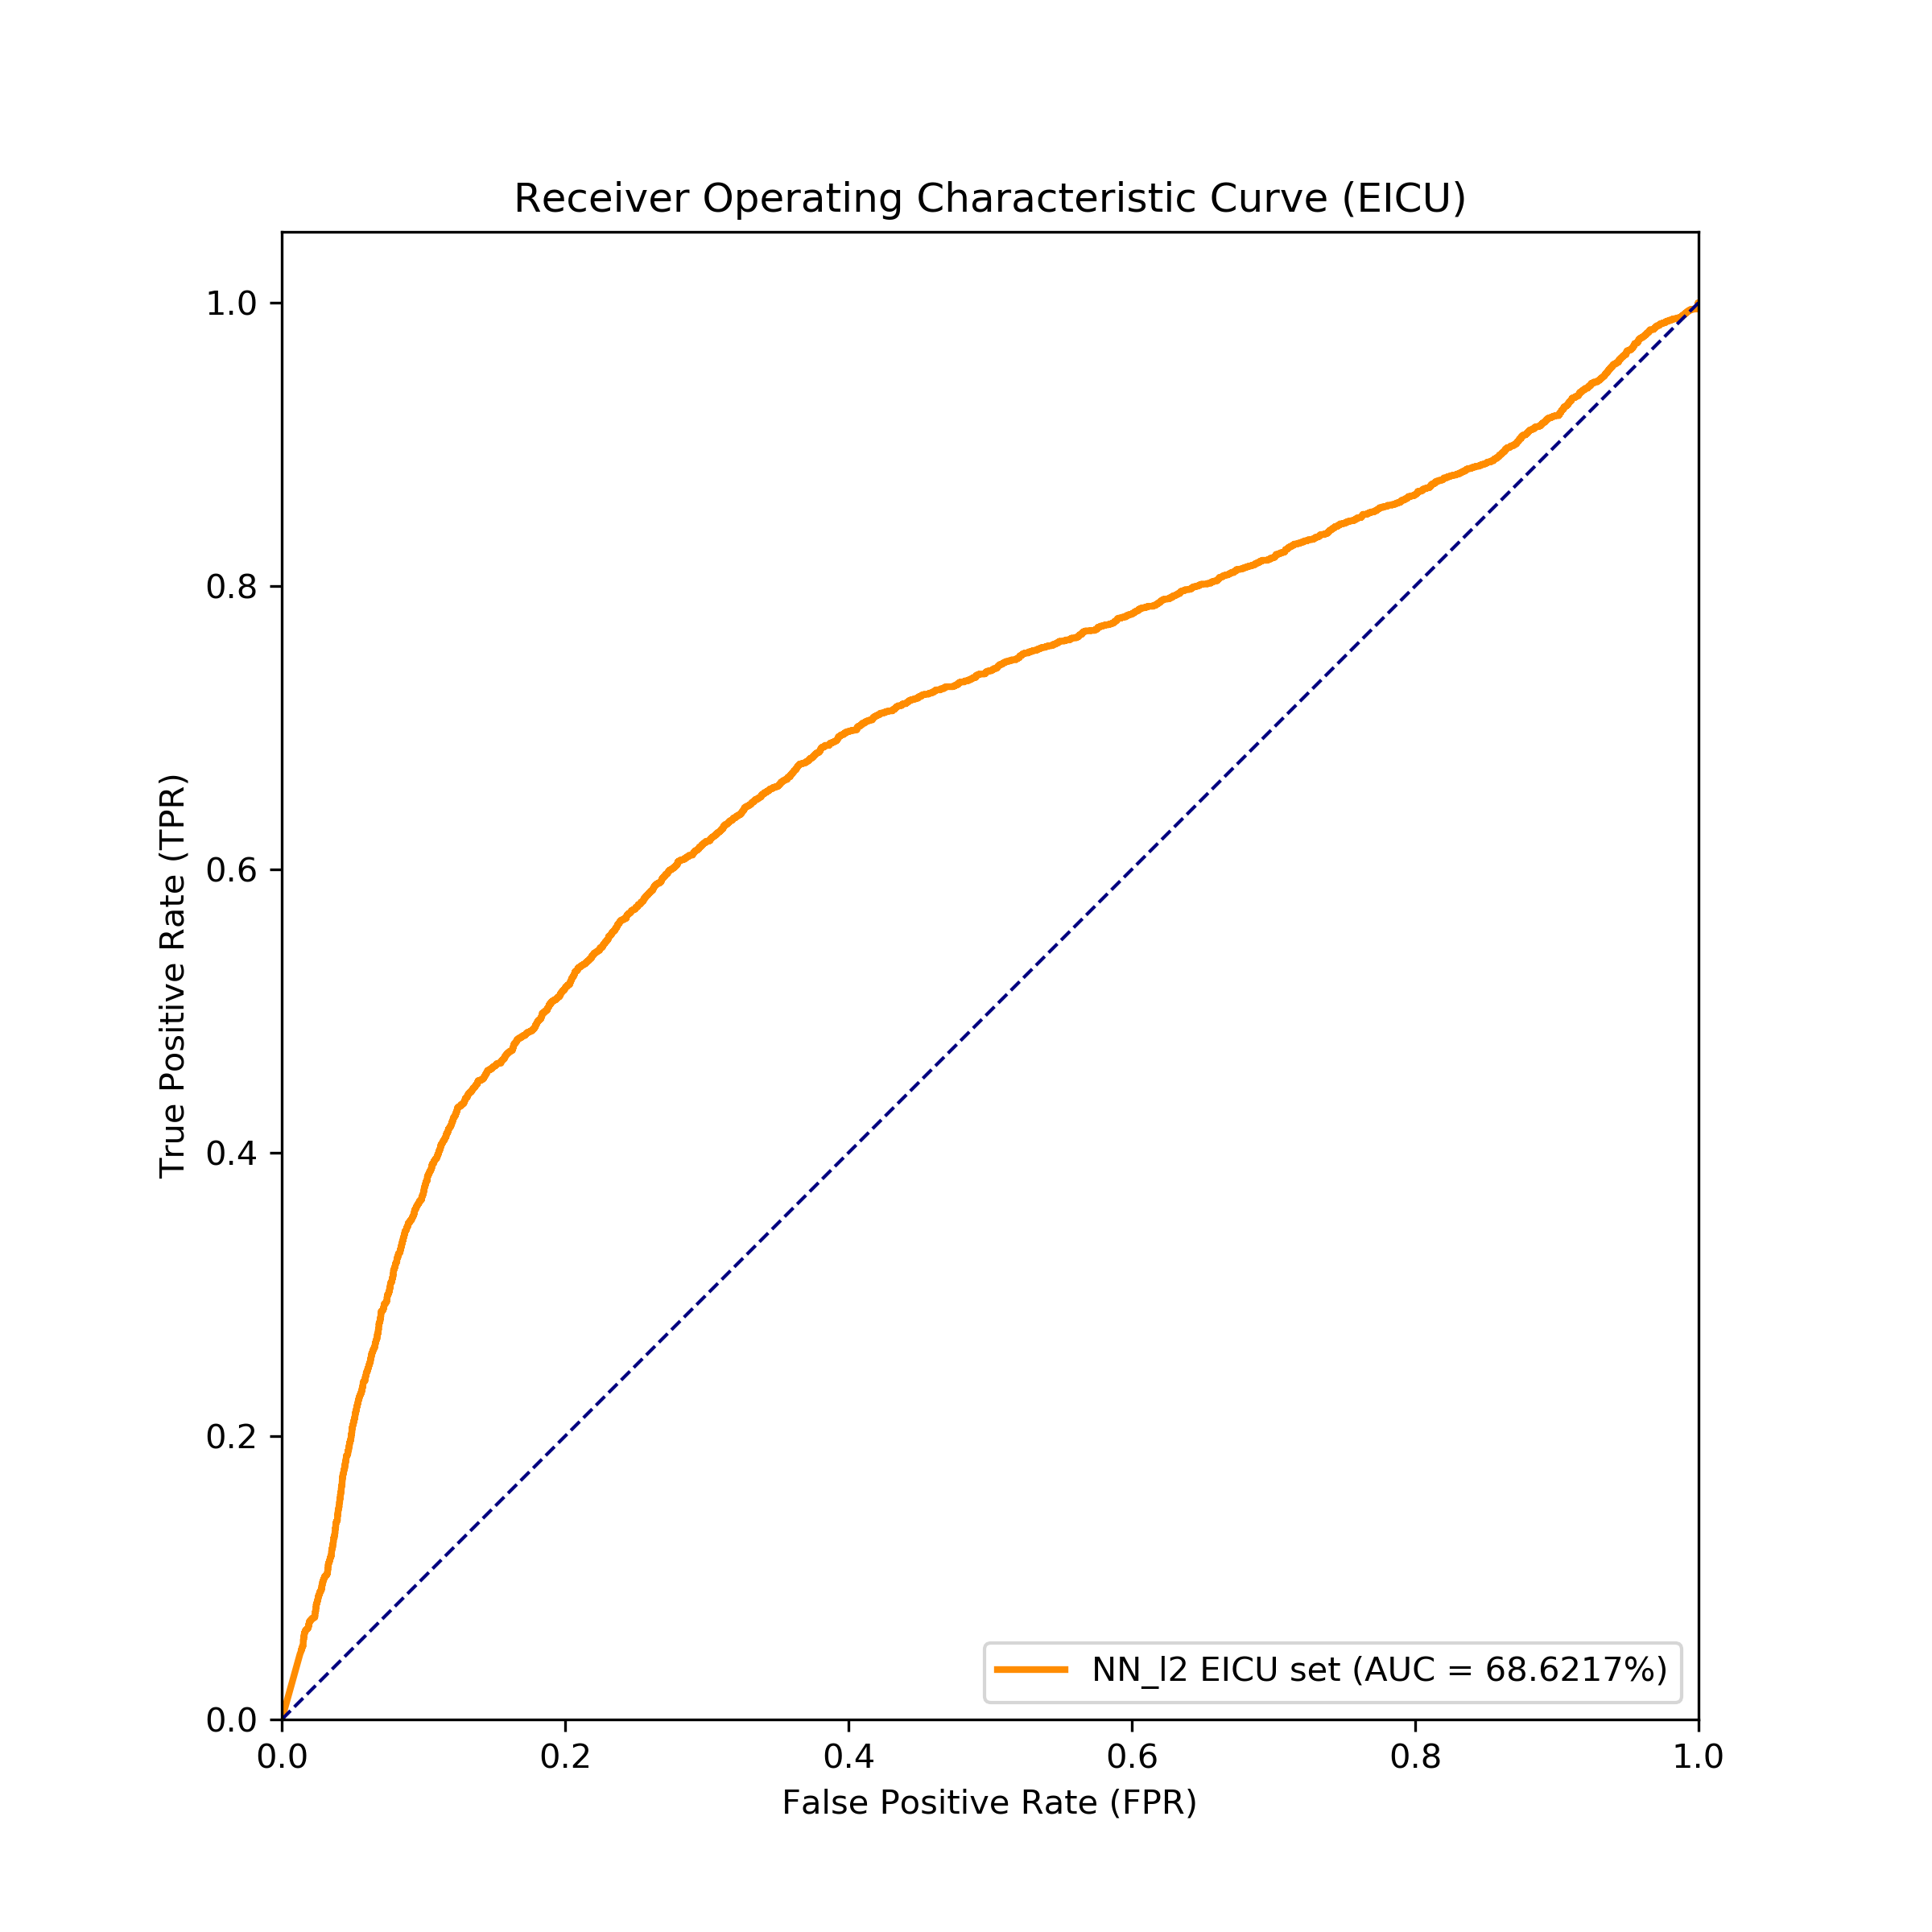 Receiver Operating Characteristic Curve (EICU)
True Positive Rate (TPR)
1.0
0.8
0.6
0.4
0.2
0.0
0.0 0.2 0.4 0.6 0.8 1.0
False Positive Rate (FPR)
NN_l2 EICU set (AUC = 68.6217%)